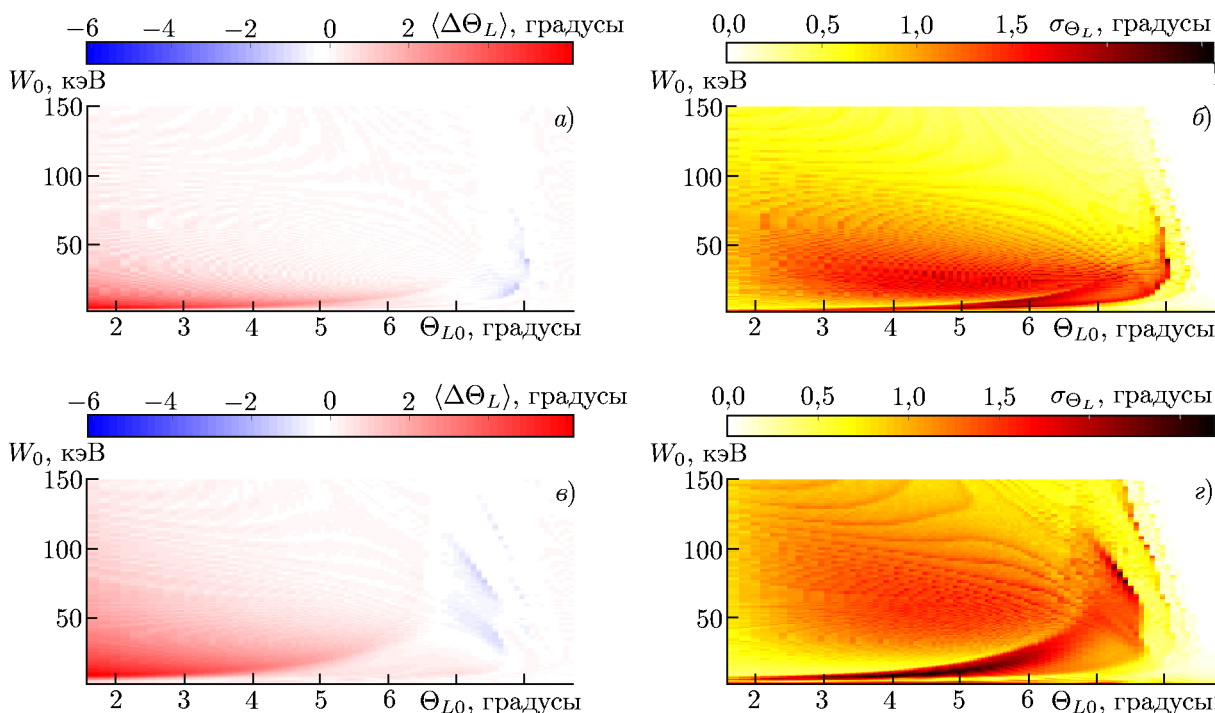 −6 −4 −2 0 2 ⟨ΔΘ_L⟩, градусы
0,0 0,5 1,0 1,5 σ_{Θ_L}, градусы
W_0, кэВ
150
100
50
а)
2 3 4 5 6 Θ_{L0}, градусы
W_0, кэВ
150
100
50
б)
2 3 4 5 6 Θ_{L0}, градусы
−6 −4 −2 0 2 ⟨ΔΘ_L⟩, градусы
0,0 0,5 1,0 1,5 σ_{Θ_L}, градусы
W_0, кэВ
150
100
50
в)
2 3 4 5 6 Θ_{L0}, градусы
W_0, кэВ
150
100
50
г)
2 3 4 5 6 Θ_{L0}, градусы